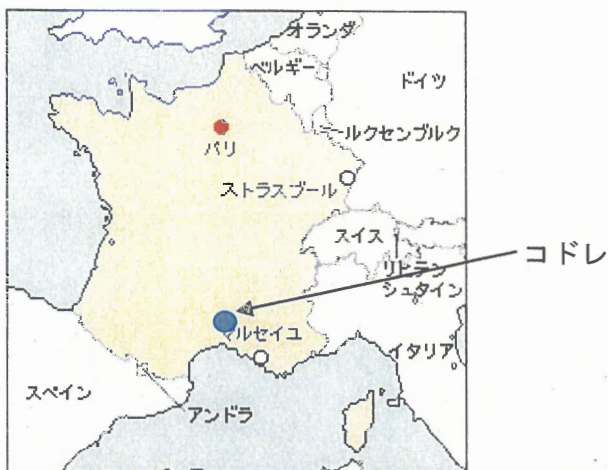 オランダ
ベルギー
ドイツ
ルクセンブルク
パリ
ストラスブール
スイス
コドレ
リヒテン
シュタイン
マルセイユ
イタリア
スペイン
アンドラ